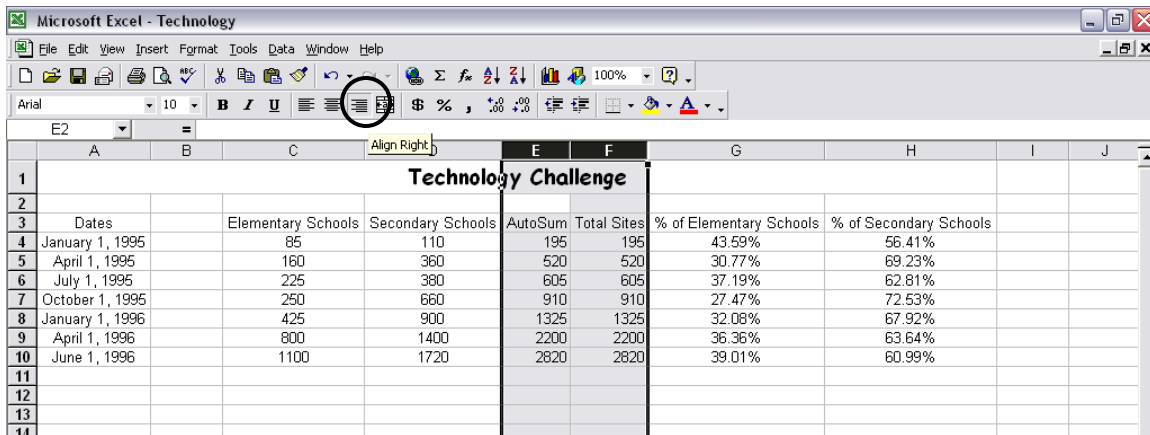 Microsoft Excel - Technology
File Edit View Insert Format Tools Data Window Help
ABC Σ fx 100%
Arial 10 B I U $ % ,
E2 =
Align Right
A B C D E F G H I J
1 Technology Challenge
2
3 Dates Elementary Schools Secondary Schools AutoSum Total Sites % of Elementary Schools % of Secondary Schools
4 January 1, 1995 85 110 195 195 43.59% 56.41%
5 April 1, 1995 160 360 520 520 30.77% 69.23%
6 July 1, 1995 225 380 605 605 37.19% 62.81%
7 October 1, 1995 250 660 910 910 27.47% 72.53%
8 January 1, 1996 425 900 1325 1325 32.08% 67.92%
9 April 1, 1996 800 1400 2200 2200 36.36% 63.64%
10 June 1, 1996 1100 1720 2820 2820 39.01% 60.99%
11
12
13
14